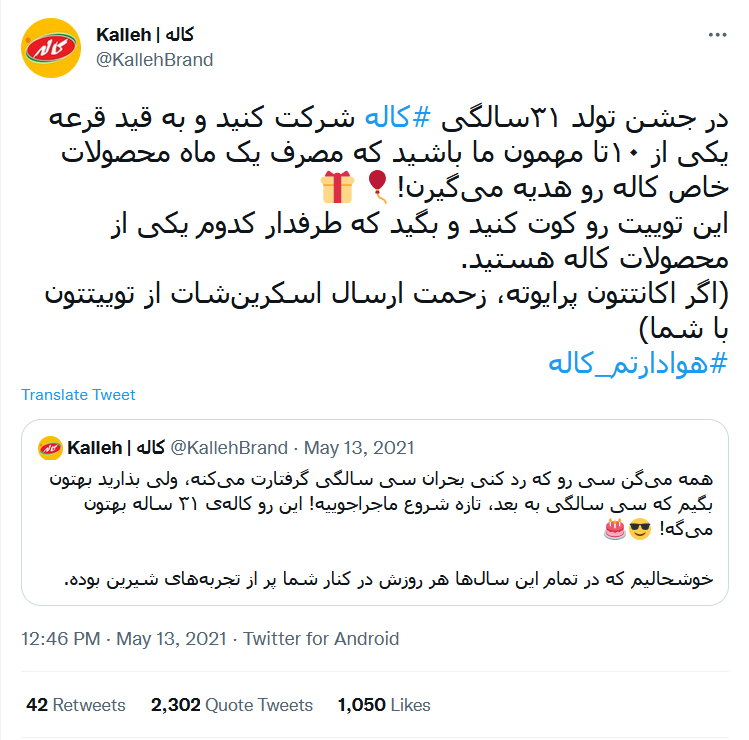 کاله
Kalleh | کاله
@KallehBrand
در جشن تولد ۳۱سالگی #کاله شرکت کنید و به قید قرعه
یکی از ۱۰تا مهمون ما باشید که مصرف یک ماه محصولات
خاص کاله رو هدیه می‌گیرن!🎈🎁
این توییت رو کوت کنید و بگید که طرفدار کدوم یکی از
محصولات کاله هستید.
(اگر اکانتتون پرایوته، زحمت ارسال اسکرین‌شات از توییتتون
با شما)
#هوادارتم_کاله
Translate Tweet
Kalleh | کاله @KallehBrand · May 13, 2021
همه می‌گن سی رو که رد کنی بحران سی سالگی گرفتارت می‌کنه، ولی بذارید بهتون
بگیم که سی سالگی به بعد، تازه شروع ماجراجوییه! این رو کاله‌ی ۳۱ ساله بهتون
می‌گه! 😎🎂
خوشحالیم که در تمام این سال‌ها هر روزش در کنار شما پر از تجربه‌های شیرین بوده.
12:46 PM · May 13, 2021 · Twitter for Android
42 Retweets 2,302 Quote Tweets 1,050 Likes